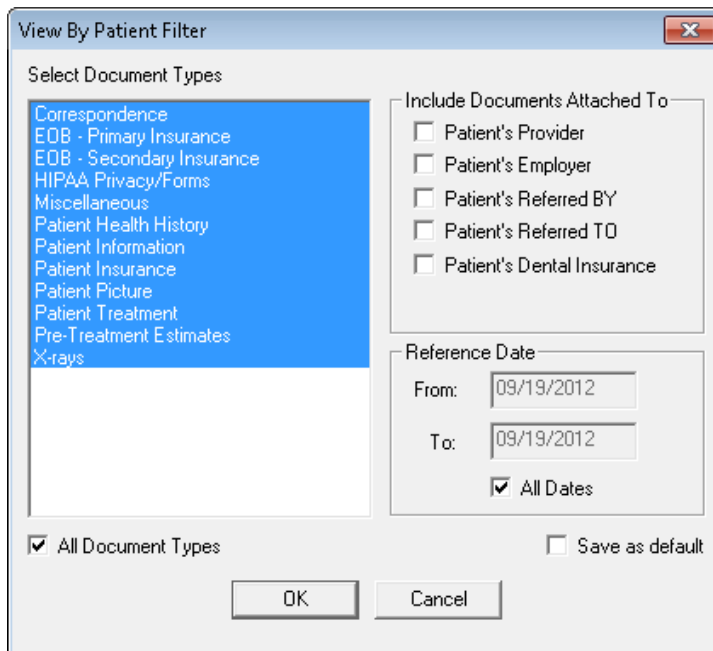 View By Patient Filter
Select Document Types
Correspondence
EOB - Primary Insurance
EOB - Secondary Insurance
HIPAA Privacy/Forms
Miscellaneous
Patient Health History
Patient Information
Patient Insurance
Patient Picture
Patient Treatment
Pre-Treatment Estimates
X-rays
All Document Types
Include Documents Attached To
Patient's Provider
Patient's Employer
Patient's Referred BY
Patient's Referred TO
Patient's Dental Insurance
Reference Date
From: 09/19/2012
To: 09/19/2012
All Dates
Save as default
OK
Cancel